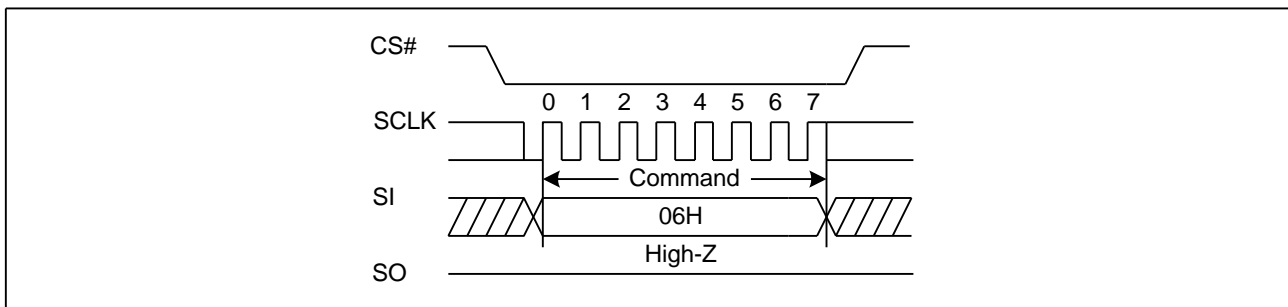 CS#
0 1 2 3 4 5 6 7
SCLK
Command
SI
06H
High-Z
SO